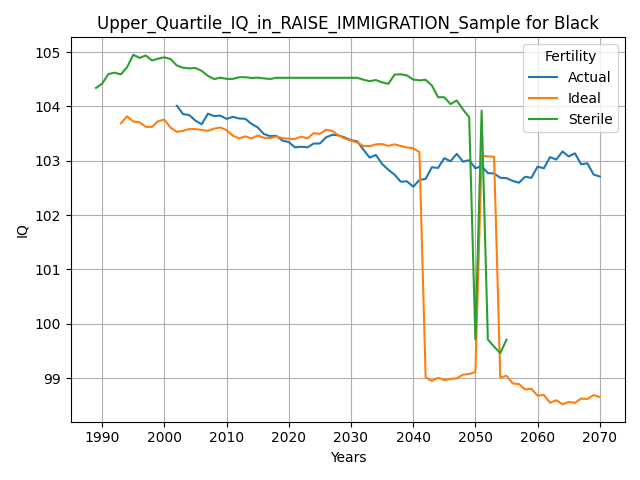 Upper_Quartile_IQ_in_RAISE_IMMIGRATION_Sample for Black
Fertility
Actual
Ideal
Sterile
IQ
105
104
103
102
101
100
99
1990 2000 2010 2020 2030 2040 2050 2060 2070
Years